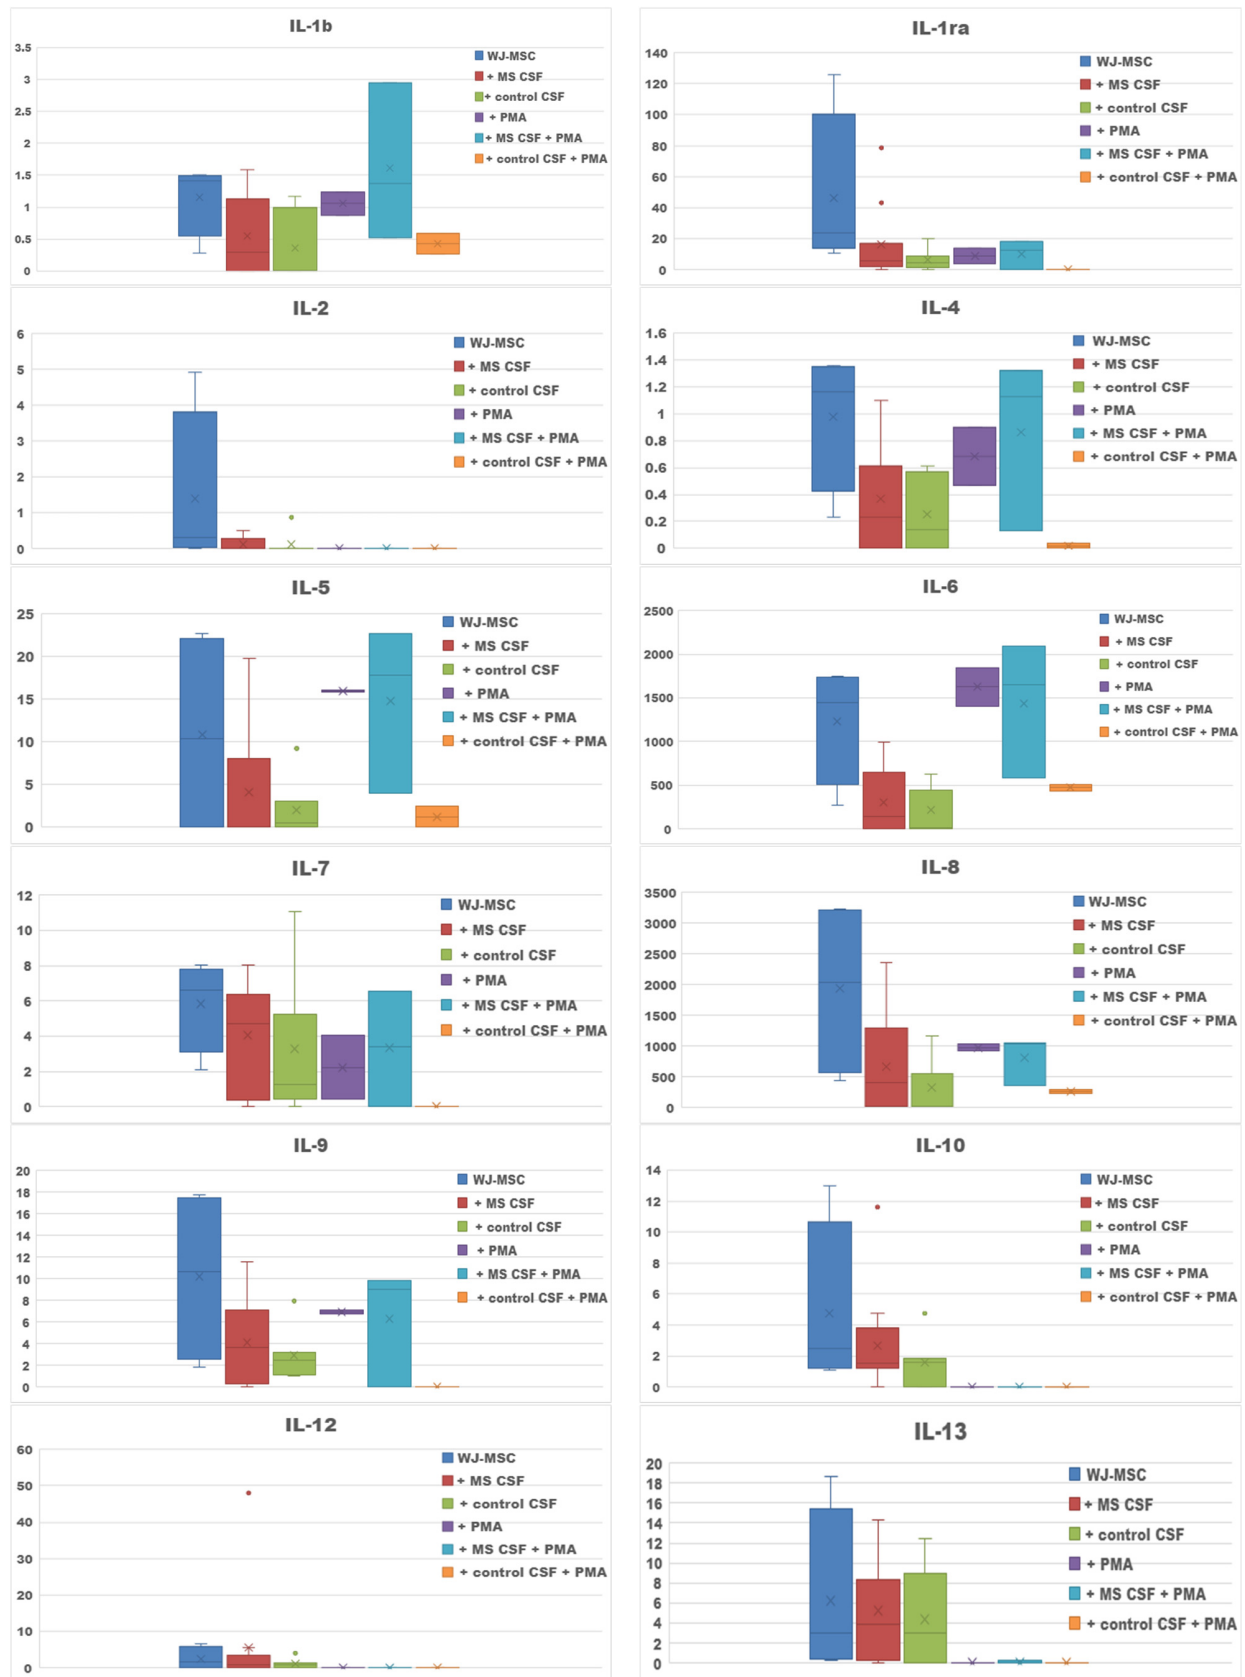 IL-1b
3.5
3
2.5
2
1.5
1
0.5
0
WJ-MSC
+ MS CSF
+ control CSF
+ PMA
+ MS CSF + PMA
+ control CSF + PMA
IL-1ra
140
120
100
80
60
40
20
0
WJ-MSC
+ MS CSF
+ control CSF
+ PMA
+ MS CSF + PMA
+ control CSF + PMA
IL-2
6
5
4
3
2
1
0
WJ-MSC
+ MS CSF
+ control CSF
+ PMA
+ MS CSF + PMA
+ control CSF + PMA
IL-4
1.6
1.4
1.2
1
0.8
0.6
0.4
0.2
0
WJ-MSC
+ MS CSF
+ control CSF
+ PMA
+ MS CSF + PMA
+ control CSF + PMA
IL-5
25
20
15
10
5
0
WJ-MSC
+ MS CSF
+ control CSF
+ PMA
+ MS CSF + PMA
+ control CSF + PMA
IL-6
2500
2000
1500
1000
500
0
WJ-MSC
+ MS CSF
+ control CSF
+ PMA
+ MS CSF + PMA
+ control CSF + PMA
IL-7
12
10
8
6
4
2
0
WJ-MSC
+ MS CSF
+ control CSF
+ PMA
+ MS CSF + PMA
+ control CSF + PMA
IL-8
3500
3000
2500
2000
1500
1000
500
0
WJ-MSC
+ MS CSF
+ control CSF
+ PMA
+ MS CSF + PMA
+ control CSF + PMA
IL-9
20
18
16
14
12
10
8
6
4
2
0
WJ-MSC
+ MS CSF
+ control CSF
+ PMA
+ MS CSF + PMA
+ control CSF + PMA
IL-10
14
12
10
8
6
4
2
0
WJ-MSC
+ MS CSF
+ control CSF
+ PMA
+ MS CSF + PMA
+ control CSF + PMA
IL-12
60
50
40
30
20
10
0
WJ-MSC
+ MS CSF
+ control CSF
+ PMA
+ MS CSF + PMA
+ control CSF + PMA
IL-13
20
18
16
14
12
10
8
6
4
2
0
WJ-MSC
+ MS CSF
+ control CSF
+ PMA
+ MS CSF + PMA
+ control CSF + PMA